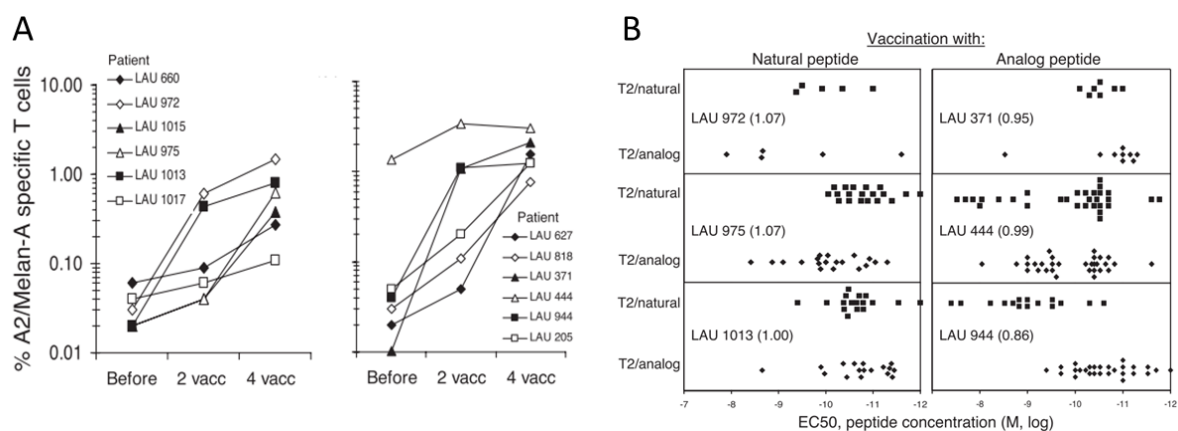 A
% A2/Melan-A specific T cells
Patient
LAU 660
LAU 972
LAU 1015
LAU 975
LAU 1013
LAU 1017
10.00
1.00
0.10
0.01
Before
2 vacc
4 vacc
Patient
LAU 627
LAU 818
LAU 371
LAU 444
LAU 944
LAU 205
Before
2 vacc
4 vacc
B
Vaccination with:
Natural peptide
Analog peptide
T2/natural
LAU 972 (1.07)
LAU 371 (0.95)
T2/analog
T2/natural
LAU 975 (1.07)
LAU 444 (0.99)
T2/analog
T2/natural
LAU 1013 (1.00)
LAU 944 (0.86)
T2/analog
-7 -8 -9 -10 -11 -12 -8 -9 -10 -11 -12
EC50, peptide concentration (M, log)